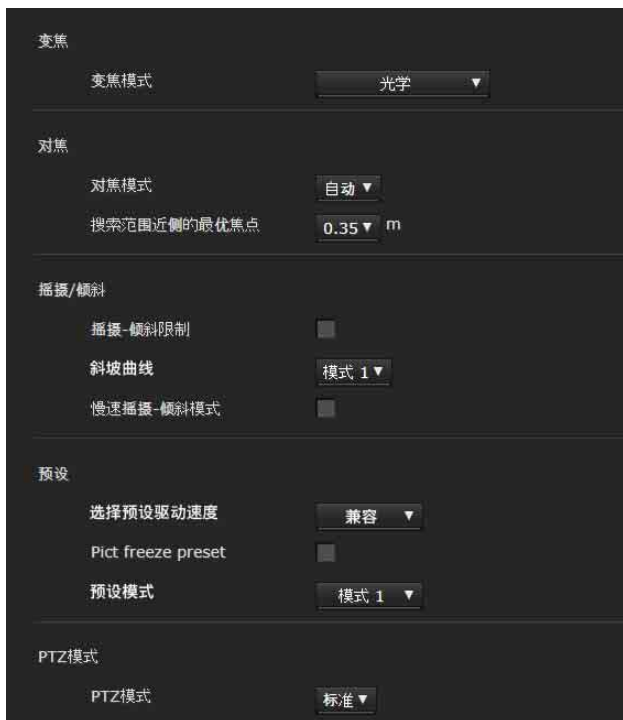 变焦
变焦模式 光学 ▼
对焦
对焦模式 自动 ▼
搜索范围近侧的最优焦点 0.35 ▼ m
摇摄/倾斜
摇摄-倾斜限制
斜坡曲线 模式 1 ▼
慢速摇摄-倾斜模式
预设
选择预设驱动速度 兼容 ▼
Pict freeze preset
预设模式 模式 1 ▼
PTZ模式
PTZ模式 标准 ▼